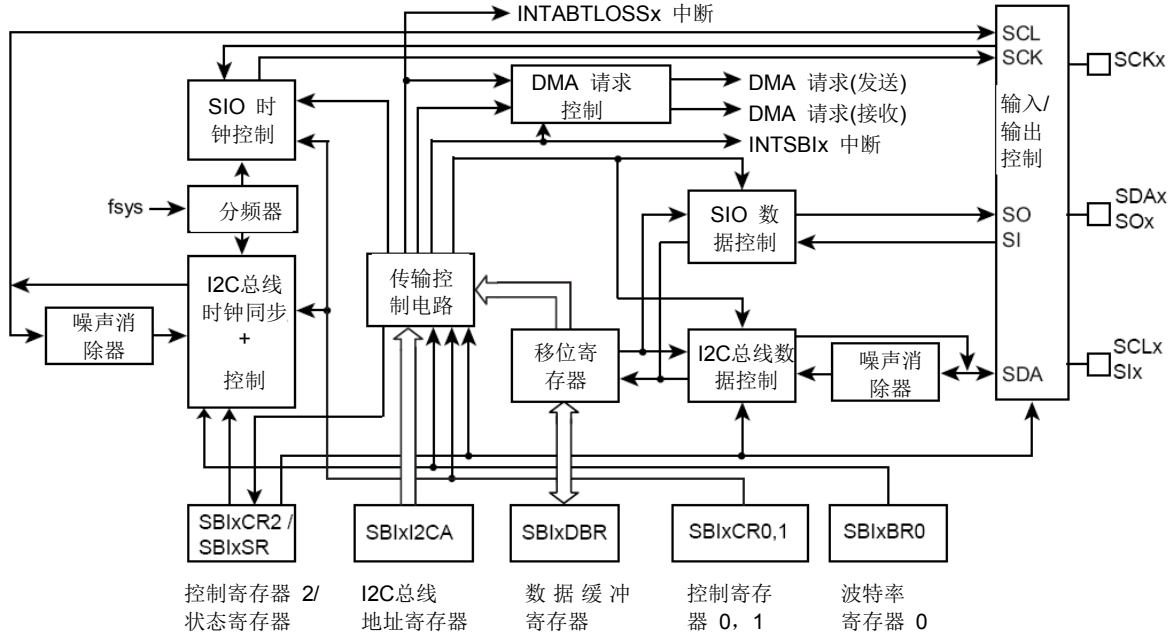 INTABTLOSSx 中断
SCL
SCK
SCKx
SIO 时
钟控制
DMA 请求
控制
DMA 请求(发送)
DMA 请求(接收)
INTSBIx 中断
输入/
输出
控制
fsys
分频器
SIO 数
据控制
SO
SI
SDAx
SOx
I2C总线
时钟同步
+
控制
传输控
制电路
噪声消
除器
移位寄
存器
I2C总线数
据控制
噪声消
除器
SDA
SCLx
SIx
SBIxCR2 /
SBIxSR
SBIxI2CA
SBIxDBR
SBIxCR0,1
SBIxBR0
控制寄存器 2/
状态寄存器
I2C总线
地址寄存器
数 据 缓 冲
寄存器
控制寄存
器 0，1
波特率
寄存器 0